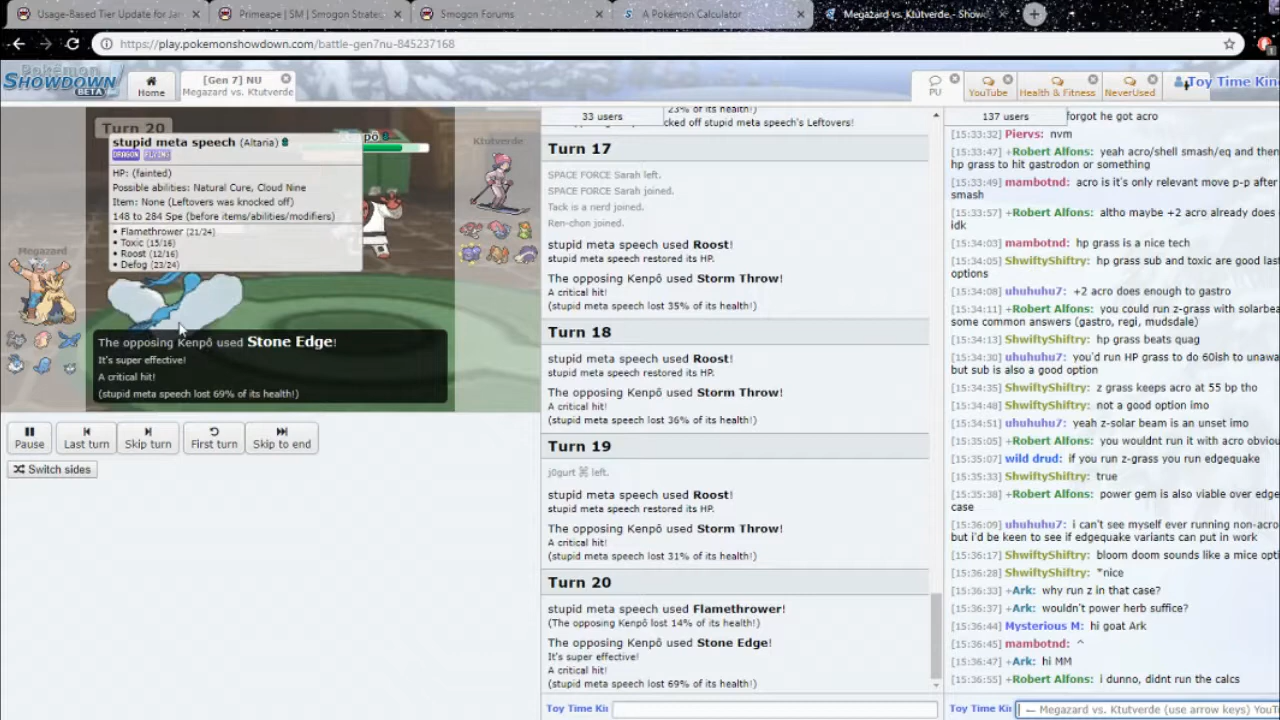 Usage-Based Tier Update for Jan
Primeape | SM | Smogon Strate
Smogon Forums
A Pokémon Calculator
Megazard vs. Ktutverde - Show
https://play.pokemonshowdown.com/battle-gen7nu-845237168
Pokémon
SHOWDOWN
BETA
Home
[Gen 7] NU
Megazard vs. Ktutverde
PU
YouTube
Health & Fitness
NeverUsed
Toy Time Kin
Turn 20
stupid meta speech (Altaria)
DRAGON FLYING
HP: (fainted)
Possible abilities: Natural Cure, Cloud Nine
Item: None (Leftovers was knocked off)
148 to 284 Spe (before items/abilities/modifiers)
• Flamethrower (21/24)
• Toxic (15/16)
• Roost (12/16)
• Defog (23/24)
Ktutverde
Megazard
The opposing Kenpô used Stone Edge!
It's super effective!
A critical hit!
(stupid meta speech lost 69% of its health!)
Pause
Last turn
Skip turn
First turn
Skip to end
Switch sides
33 users
23% of its health!)
cked off stupid meta speech's Leftovers!
Turn 17
SPACE FORCE Sarah left.
SPACE FORCE Sarah joined.
Tack is a nerd joined.
Ren-chon joined.
stupid meta speech used Roost!
stupid meta speech restored its HP.
The opposing Kenpô used Storm Throw!
A critical hit!
(stupid meta speech lost 35% of its health!)
Turn 18
stupid meta speech used Roost!
stupid meta speech restored its HP.
The opposing Kenpô used Storm Throw!
A critical hit!
(stupid meta speech lost 36% of its health!)
Turn 19
j0gurt ⌘ left.
stupid meta speech used Roost!
stupid meta speech restored its HP.
The opposing Kenpô used Storm Throw!
A critical hit!
(stupid meta speech lost 31% of its health!)
Turn 20
stupid meta speech used Flamethrower!
(The opposing Kenpô lost 14% of its health!)
The opposing Kenpô used Stone Edge!
It's super effective!
A critical hit!
(stupid meta speech lost 69% of its health!)
Toy Time Kin
137 users
forgot he get acro
[15:33:32] Piervs: nvm
[15:33:47] +Robert Alfons: yeah acro/shell smash/eq and then
hp grass to hit gastrodon or something
[15:33:49] mambotnd: acro is it's only relevant move p-p after
smash
[15:33:57] +Robert Alfons: altho maybe +2 acro already does
idk
[15:34:03] mambotnd: hp grass is a nice tech
[15:34:05] ShwiftyShiftry: hp grass sub and toxic are good last
options
[15:34:08] uhuhuhu7: +2 acro does enough to gastro
[15:34:11] +Robert Alfons: you could run z-grass with solarbea
some common answers (gastro, regi, mudsdale)
[15:34:13] ShwiftyShiftry: hp grass beats quag
[15:34:30] uhuhuhu7: you'd run HP grass to do 60ish to unawa
but sub is also a good option
[15:34:35] ShwiftyShiftry: z grass keeps acro at 55 bp tho
[15:34:48] ShwiftyShiftry: not a good option imo
[15:34:51] uhuhuhu7: yeah z-solar beam is an unset imo
[15:35:05] +Robert Alfons: you wouldnt run it with acro obviou
[15:35:07] wild drud: if you run z-grass you run edgequake
[15:35:33] ShwiftyShiftry: true
[15:35:38] +Robert Alfons: power gem is also viable over edge
case
[15:36:09] uhuhuhu7: i can't see myself ever running non-acro
but i'd be keen to see if edgequake variants can put in work
[15:36:17] ShwiftyShiftry: bloom doom sounds like a mice opti
[15:36:28] ShwiftyShiftry: *nice
[15:36:33] +Ark: why run z in that case?
[15:36:37] +Ark: wouldn't power herb suffice?
[15:36:44] Mysterious M: hi goat Ark
[15:36:45] mambotnd: ^
[15:36:47] +Ark: hi MM
[15:36:55] +Robert Alfons: i dunno, didnt run the calcs
Toy Time Kin
← Megazard vs. Ktutverde (use arrow keys) YouT